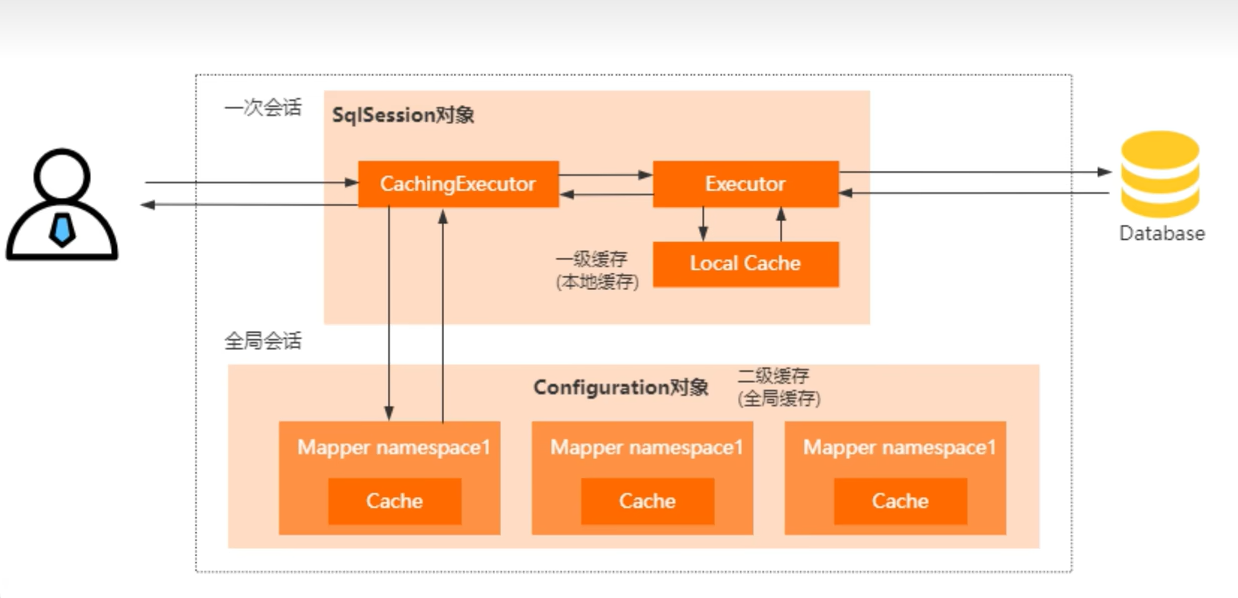 一次会话
SqlSession对象
CachingExecutor
Executor
Database
一级缓存
(本地缓存)
Local Cache
全局会话
Configuration对象
二级缓存
(全局缓存)
Mapper namespace1
Mapper namespace1
Mapper namespace1
Cache
Cache
Cache